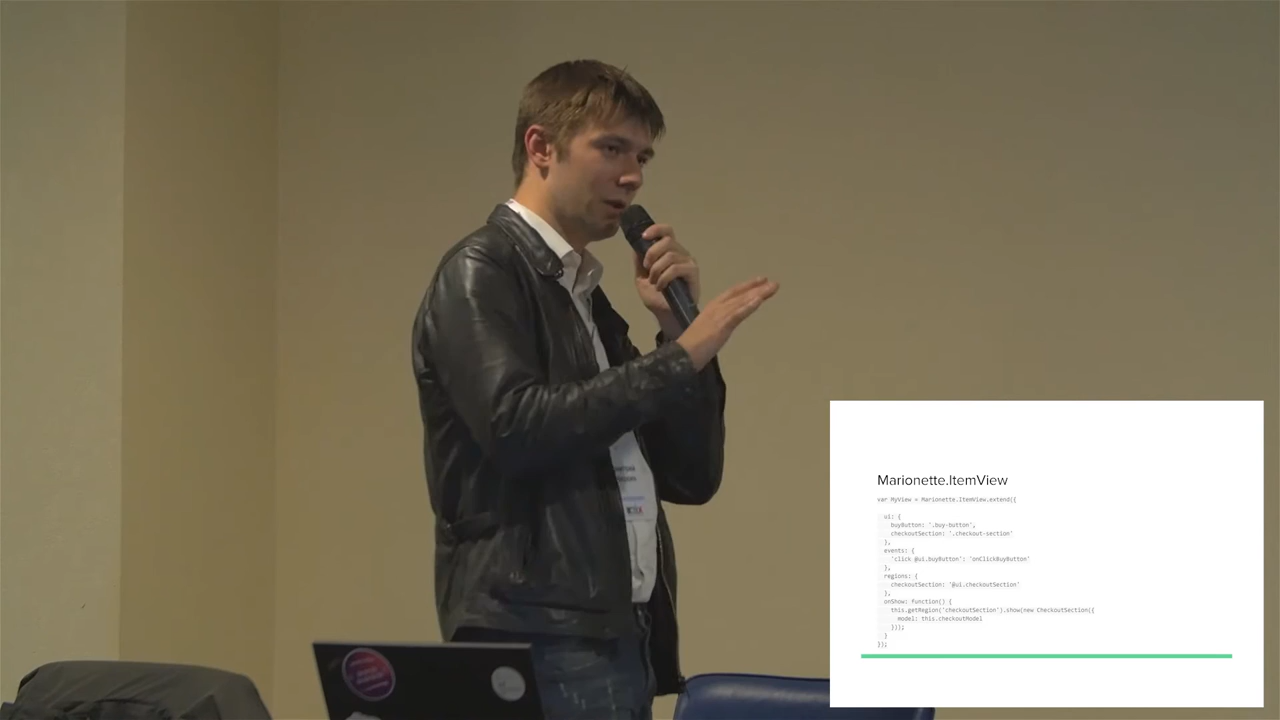 Marionette.ItemView
var MyView = Marionette.ItemView.extend({
ui: {
buyButton: '.buy-button',
checkoutSection: '.checkout-section'
},
events: {
'click @ui.buyButton': 'onClickBuyButton'
},
regions: {
checkoutSection: '@ui.checkoutSection'
},
onShow: function() {
this.getRegion('checkoutSection').show(new CheckoutSection({
model: this.checkoutModel
}));
}
});